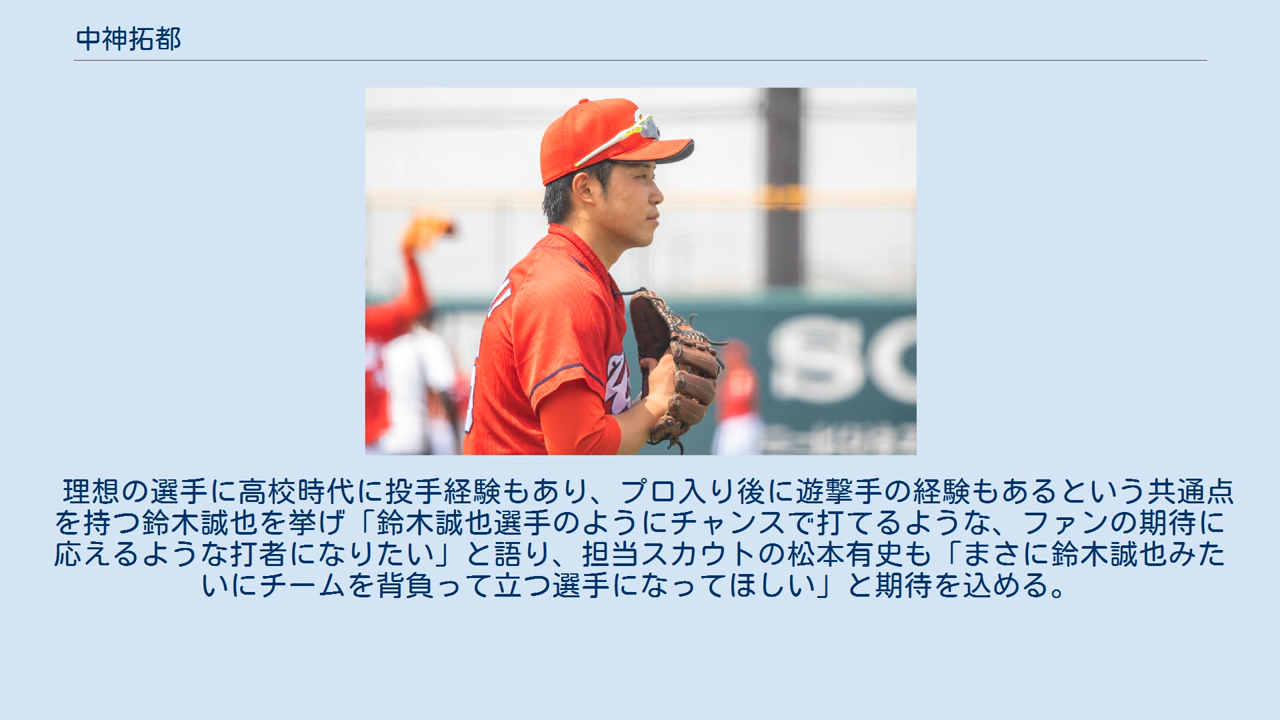 中神拓都
SC
理想の選手に高校時代に投手経験もあり、プロ入り後に遊撃手の経験もあるという共通点
を持つ鈴木誠也を挙げ「鈴木誠也選手のようにチャンスで打てるような、ファンの期待に
応えるような打者になりたい」と語り、担当スカウトの松本有史も「まさに鈴木誠也みた
いにチームを背負って立つ選手になってほしい」と期待を込める。